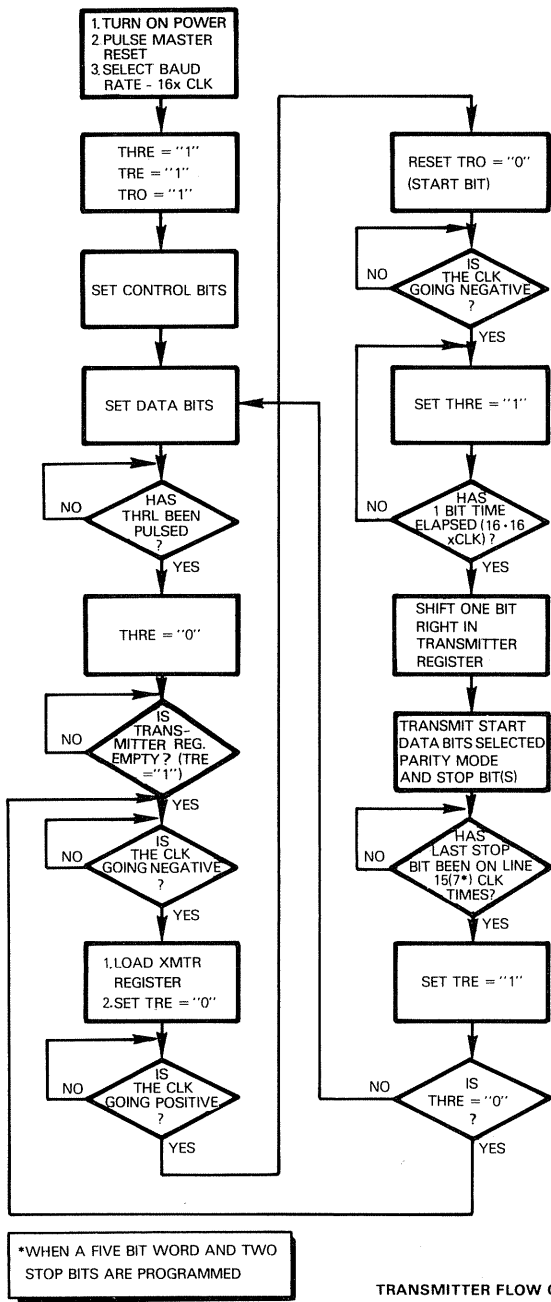 1. TURN ON POWER
2 PULSE MASTER
RESET
3. SELECT BAUD
RATE - 16x CLK
THRE = "1"
TRE = "1"
TRO = "1"
SET CONTROL BITS
SET DATA BITS
HAS
THRL BEEN
PULSED
?
NO
YES
THRE = "0"
IS
TRANS-
MITTER REG.
EMPTY? (TRE
="1")
NO
YES
IS
THE CLK
GOING NEGATIVE
?
NO
YES
1. LOAD XMTR
REGISTER
2. SET TRE = "0"
IS
THE CLK
GOING POSITIVE
?
NO
YES
RESET TRO = "0"
(START BIT)
IS
THE CLK
GOING NEGATIVE
?
NO
YES
SET THRE = "1"
HAS
1 BIT TIME
ELAPSED (16 · 16
xCLK) ?
NO
YES
SHIFT ONE BIT
RIGHT IN
TRANSMITTER
REGISTER
TRANSMIT START
DATA BITS SELECTED
PARITY MODE
AND STOP BIT(S)
HAS
LAST STOP
BIT BEEN ON LINE
15(7*) CLK
TIMES?
NO
YES
SET TRE = "1"
IS
THRE = "0"
?
NO
YES
*WHEN A FIVE BIT WORD AND TWO
STOP BITS ARE PROGRAMMED
TRANSMITTER FLOW